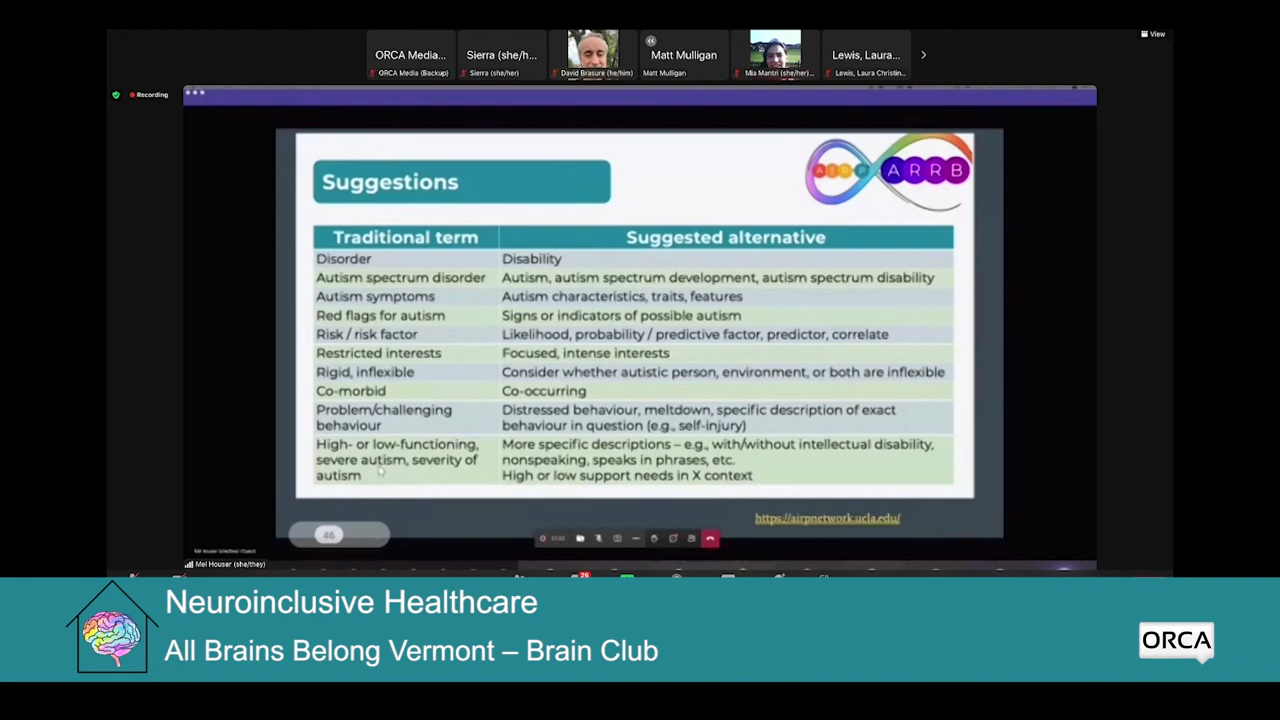 View
ORCA Media...
Sierra (she/h...
Matt Mulligan
Lewis, Laura...
ORCA Media (Backup)
Sierra (she/her)
David Brasure (he/him)
Matt Mulligan
Mia Mantri (she/her)...
Lewis, Laura Christin...
Recording
Suggestions
AIRP ARRB
Traditional term Suggested alternative
Disorder Disability
Autism spectrum disorder Autism, autism spectrum development, autism spectrum disability
Autism symptoms Autism characteristics, traits, features
Red flags for autism Signs or indicators of possible autism
Risk / risk factor Likelihood, probability / predictive factor, predictor, correlate
Restricted interests Focused, intense interests
Rigid, inflexible Consider whether autistic person, environment, or both are inflexible
Co-morbid Co-occurring
Problem/challenging Distressed behaviour, meltdown, specific description of exact
behaviour behaviour in question (e.g., self-injury)
High- or low-functioning, More specific descriptions – e.g., with/without intellectual disability,
severe autism, severity of nonspeaking, speaks in phrases, etc.
autism High or low support needs in X context
https://airpnetwork.ucla.edu/
46
Mel Houser (she/they)
26
Neuroinclusive Healthcare
All Brains Belong Vermont – Brain Club
ORCA